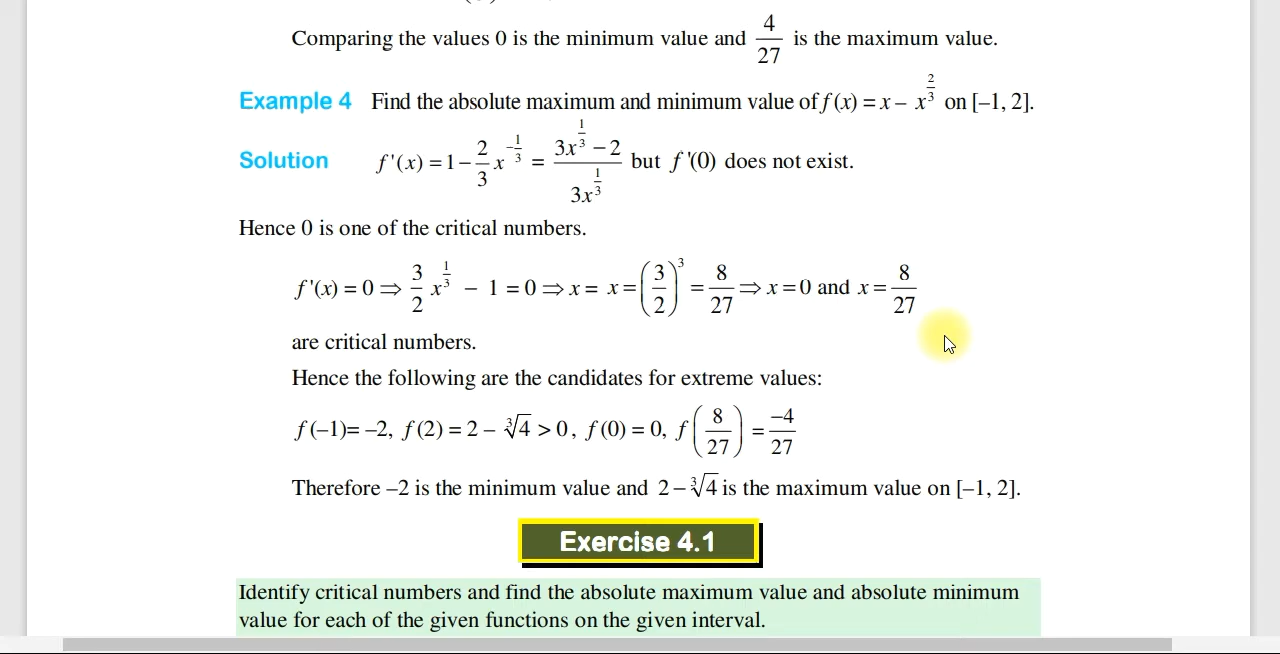 Comparing the values 0 is the minimum value and 4/27 is the maximum value.
Example 4 Find the absolute maximum and minimum value of f (x) = x – x^(2/3) on [–1, 2].
Solution f '(x) = 1 – (2/3) x^(–1/3) = (3x^(1/3) – 2)/(3x^(1/3)) but f '(0) does not exist.
Hence 0 is one of the critical numbers.
f '(x) = 0 ⇒ (3/2) x^(1/3) – 1 = 0 ⇒ x = x = (3/2)^3 = 8/27 ⇒ x = 0 and x = 8/27
are critical numbers.
Hence the following are the candidates for extreme values:
f (–1)= –2, f (2) = 2 – ∛4 > 0, f (0) = 0, f (8/27) = –4/27
Therefore –2 is the minimum value and 2 – ∛4 is the maximum value on [–1, 2].
Exercise 4.1
Identify critical numbers and find the absolute maximum value and absolute minimum
value for each of the given functions on the given interval.